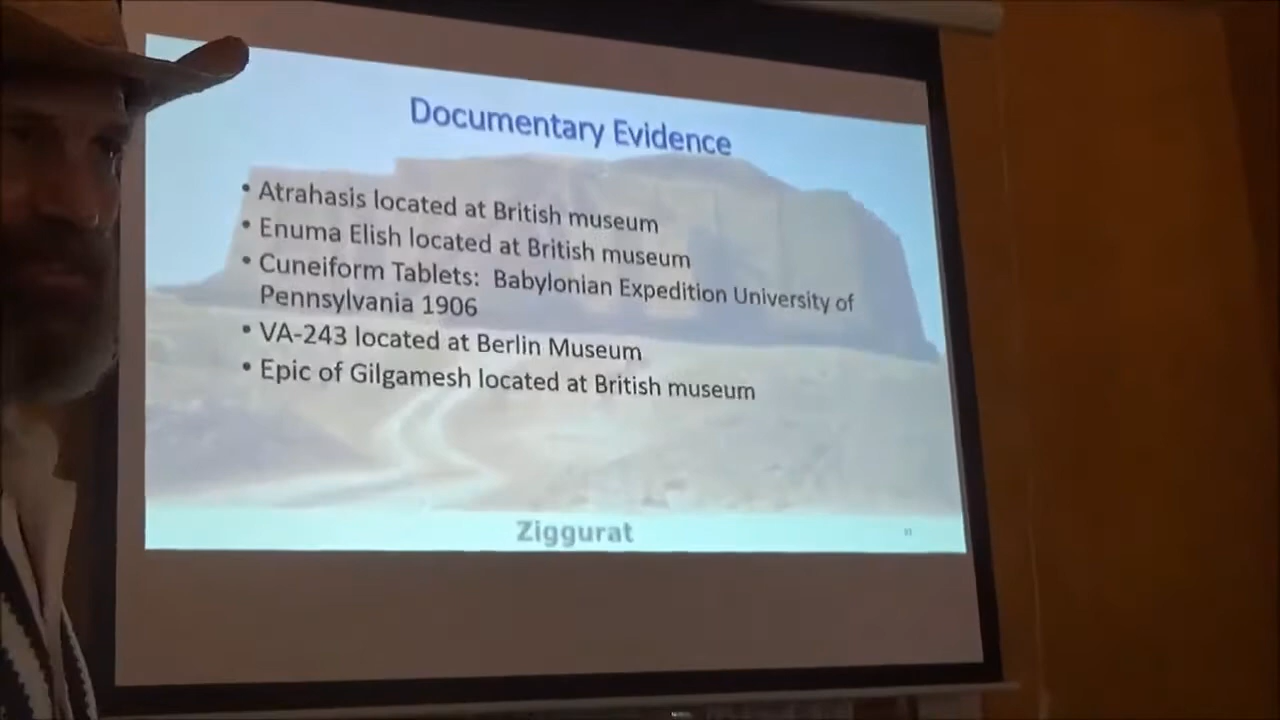 Documentary Evidence
• Atrahasis located at British museum
• Enuma Elish located at British museum
• Cuneiform Tablets: Babylonian Expedition University of
Pennsylvania 1906
• VA-243 located at Berlin Museum
• Epic of Gilgamesh located at British museum
Ziggurat